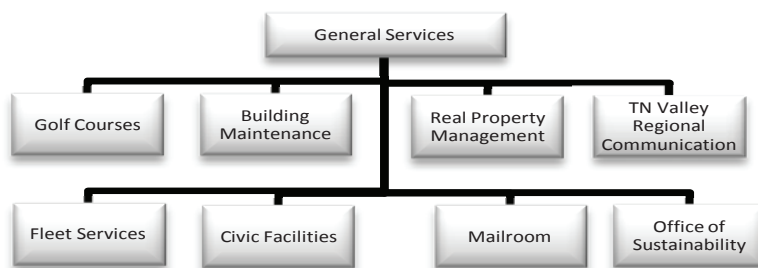 General Services
Golf Courses
Building
Maintenance
Real Property
Management
TN Valley
Regional
Communication
Fleet Services
Civic Facilities
Mailroom
Office of
Sustainability